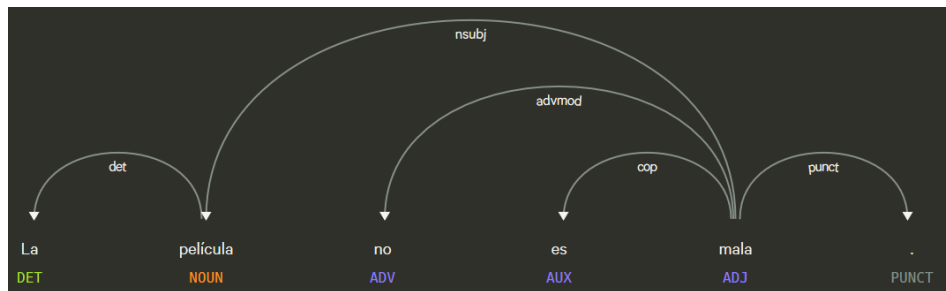 nsubj
advmod
det cop punct
La película no es mala .
DET NOUN ADV AUX ADJ PUNCT